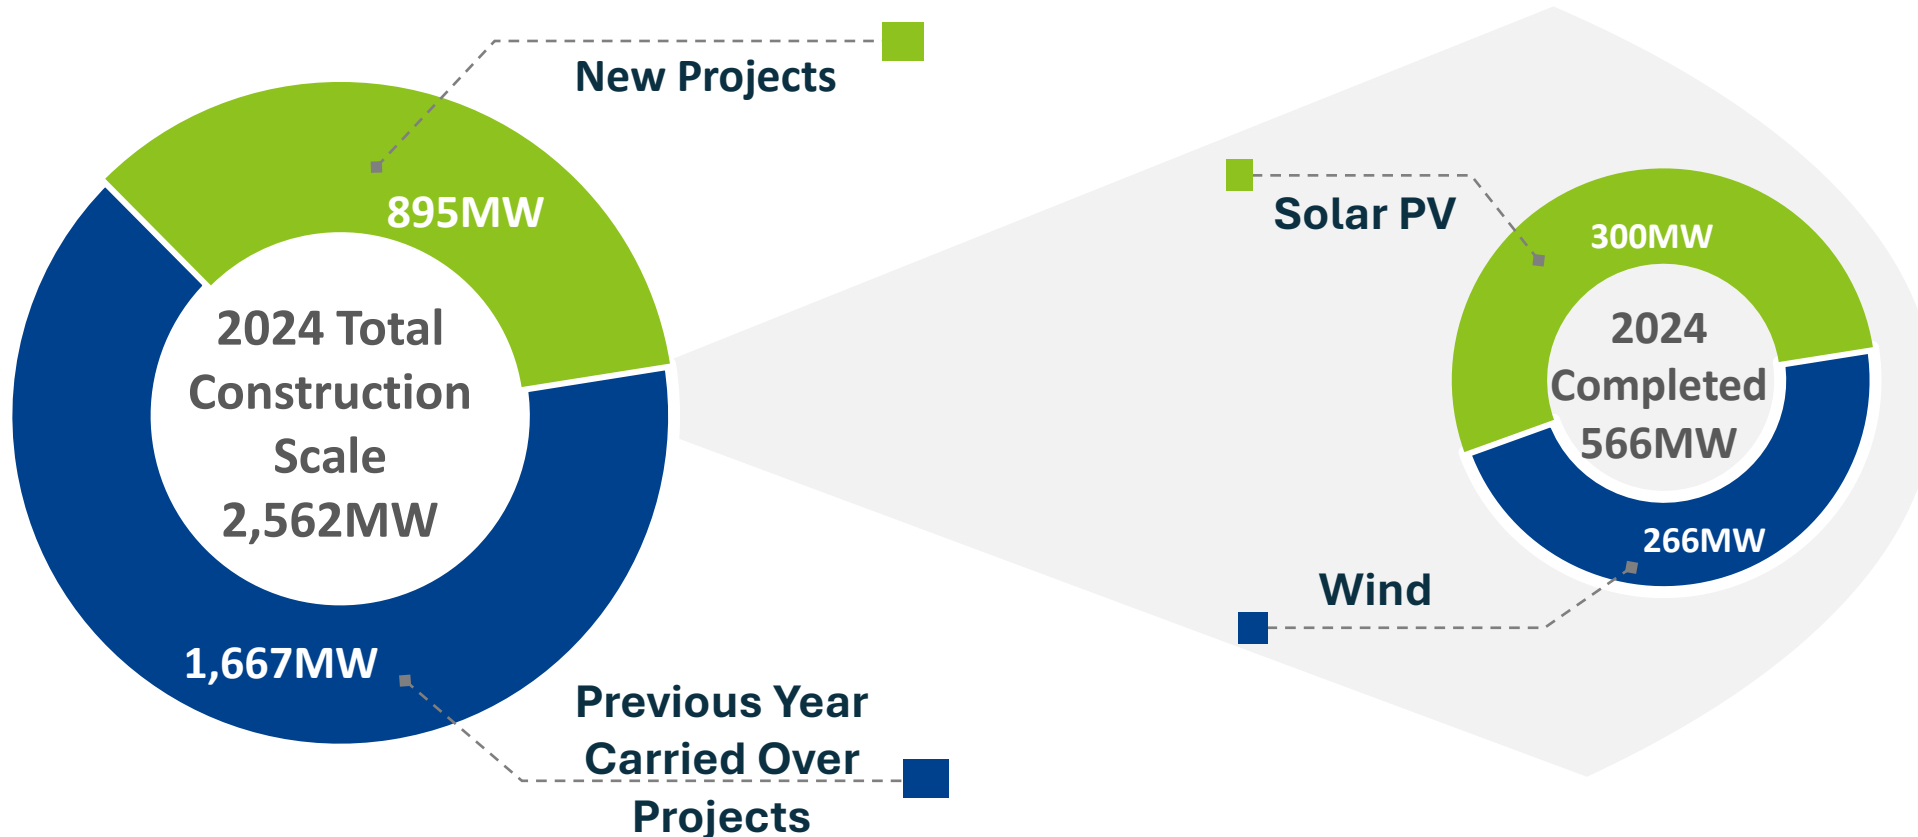 New Projects
895MW
2024 Total
Construction
Scale
2,562MW
1,667MW
Previous Year
Carried Over
Projects
Solar PV
300MW
2024
Completed
566MW
266MW
Wind